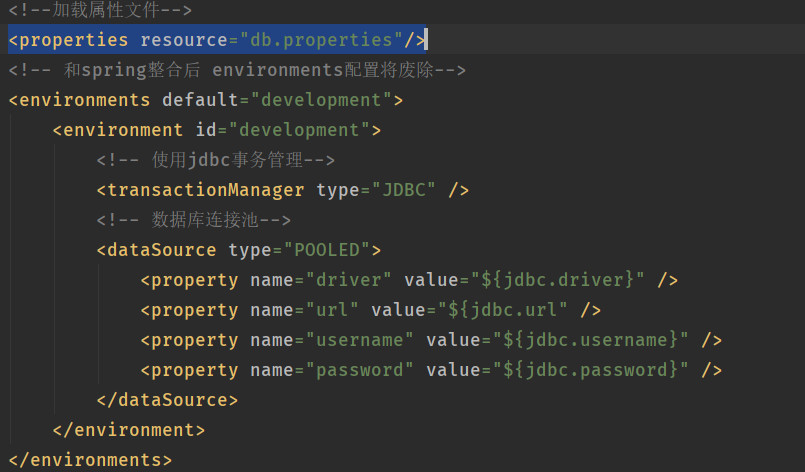 <!--加载属性文件-->
<properties resource="db.properties"/>
<!-- 和spring整合后 environments配置将废除-->
<environments default="development">
<environment id="development">
<!-- 使用jdbc事务管理-->
<transactionManager type="JDBC" />
<!-- 数据库连接池-->
<dataSource type="POOLED">
<property name="driver" value="${jdbc.driver}" />
<property name="url" value="${jdbc.url" />
<property name="username" value="${jdbc.username}" />
<property name="password" value="${jdbc.password}" />
</dataSource>
</environment>
</environments>